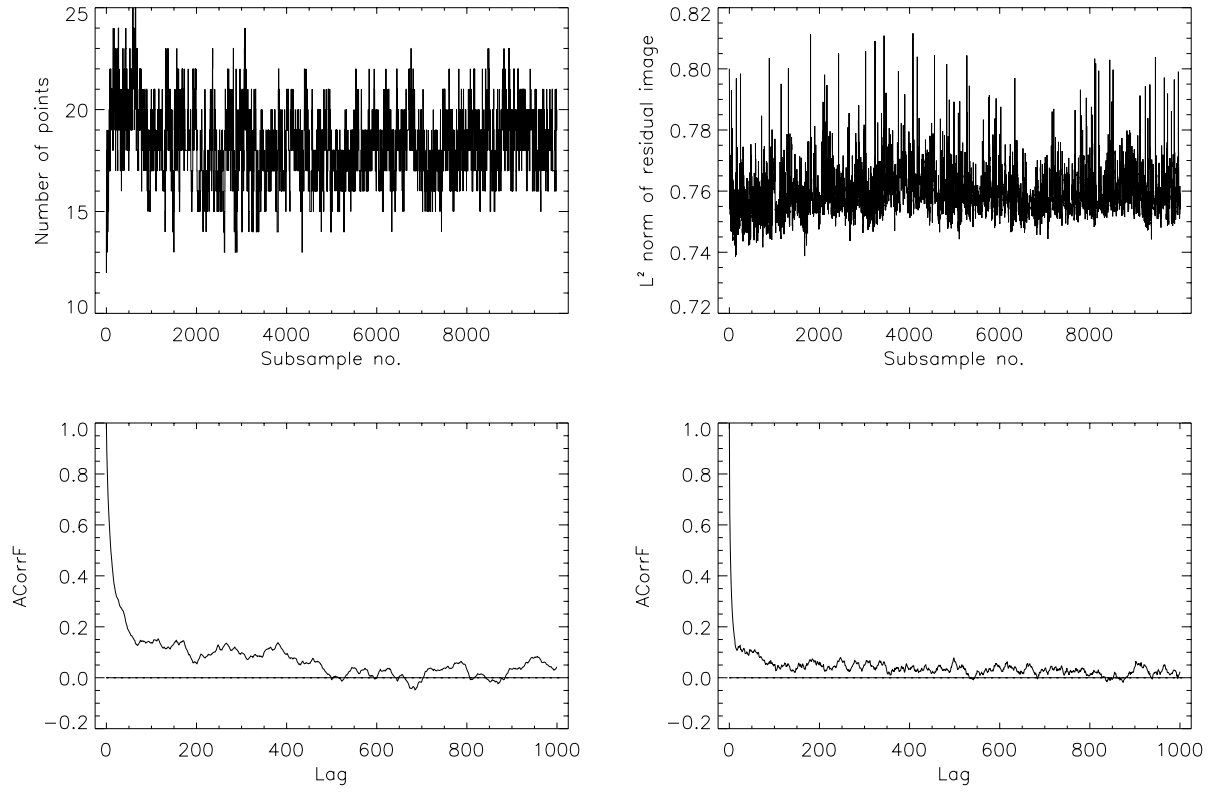 25
20
15
10
Number of points
0 2000 4000 6000 8000
Subsample no.
0.82
0.80
0.78
0.76
0.74
0.72
L² norm of residual image
0 2000 4000 6000 8000
Subsample no.
1.0
0.8
0.6
0.4
0.2
0.0
−0.2
ACorrF
0 200 400 600 800 1000
Lag
1.0
0.8
0.6
0.4
0.2
0.0
−0.2
ACorrF
0 200 400 600 800 1000
Lag